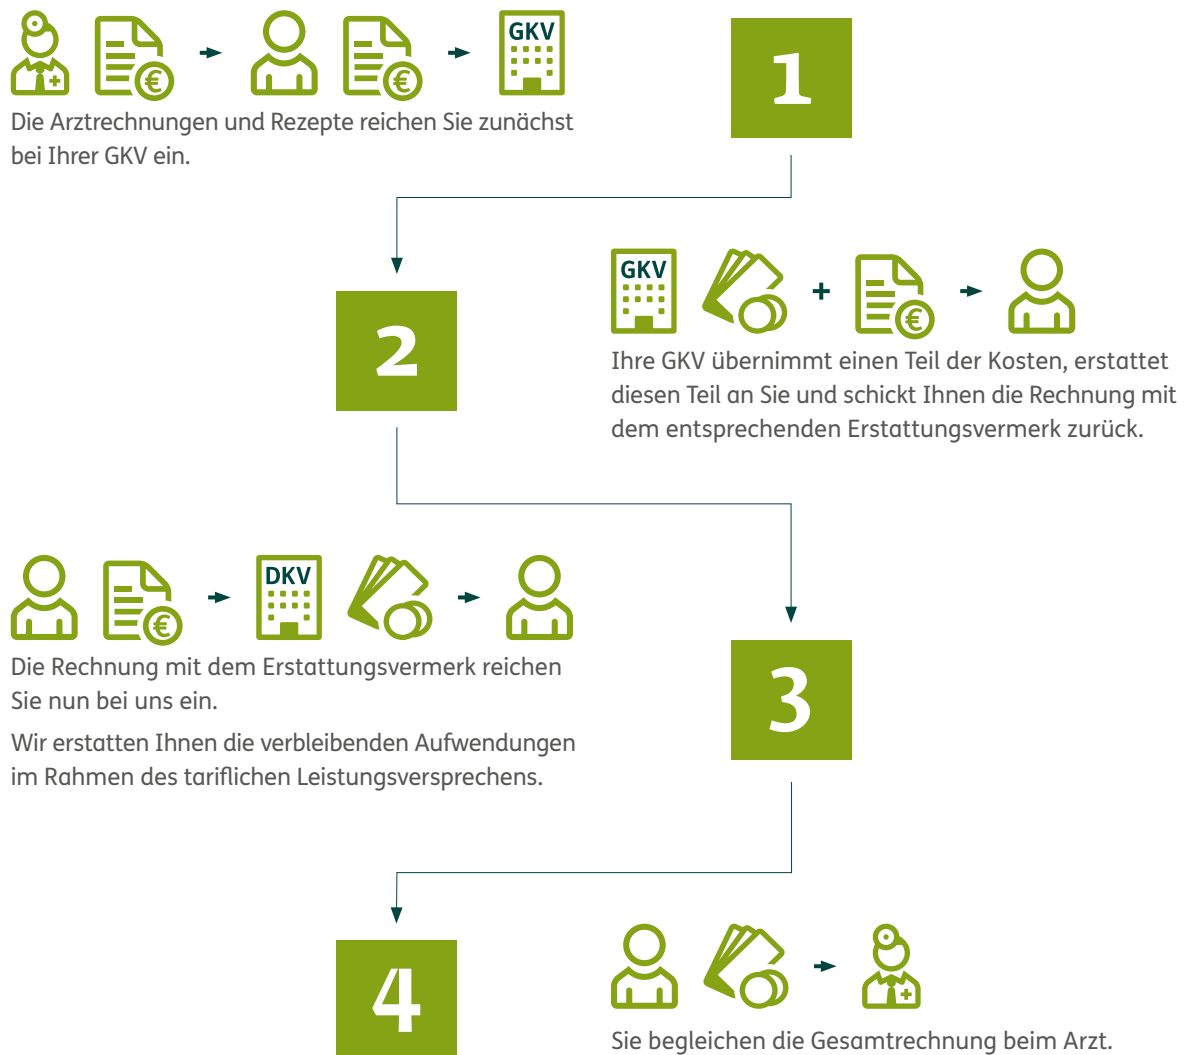 GKV
1
Die Arztrechnungen und Rezepte reichen Sie zunächst
bei Ihrer GKV ein.
2
GKV
+
Ihre GKV übernimmt einen Teil der Kosten, erstattet
diesen Teil an Sie und schickt Ihnen die Rechnung mit
dem entsprechenden Erstattungsvermerk zurück.
DKV
Die Rechnung mit dem Erstattungsvermerk reichen
Sie nun bei uns ein.
Wir erstatten Ihnen die verbleibenden Aufwendungen
im Rahmen des tariflichen Leistungsversprechens.
3
4
Sie begleichen die Gesamtrechnung beim Arzt.